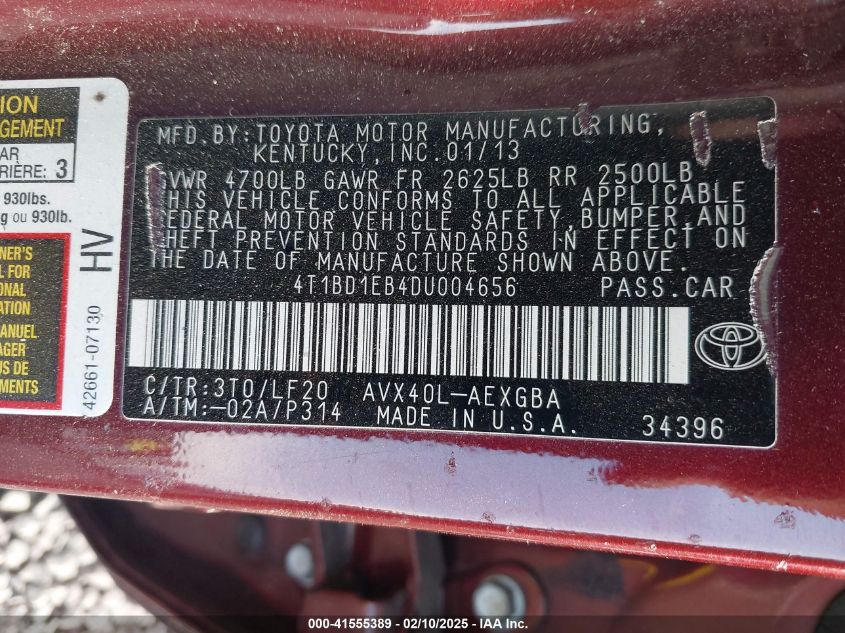 ION
GEMENT
AR
RIÈRE: 3
930lbs.
g ou 930lb.
NER'S
L FOR
IONAL
ATION
MANUEL
AGER
US DE
EMENTS
HV
42661-07130
MFD. BY: TOYOTA MOTOR MANUFACTURING,
KENTUCKY, INC. 01/13
GVWR 4700LB GAWR FR 2625LB RR 2500LB
THIS VEHICLE CONFORMS TO ALL APPLICABLE
FEDERAL MOTOR VEHICLE SAFETY, BUMPER, AND
THEFT PREVENTION STANDARDS IN EFFECT ON
THE DATE OF MANUFACTURE SHOWN ABOVE.
4T1BD1EB4DU004656 PASS. CAR
C/TR: 3T0/LF20 AVX40L-AEXGBA
A/TM: -02A/P314 MADE IN U.S.A. 34396
000-41555389 - 02/10/2025 - IAA Inc.